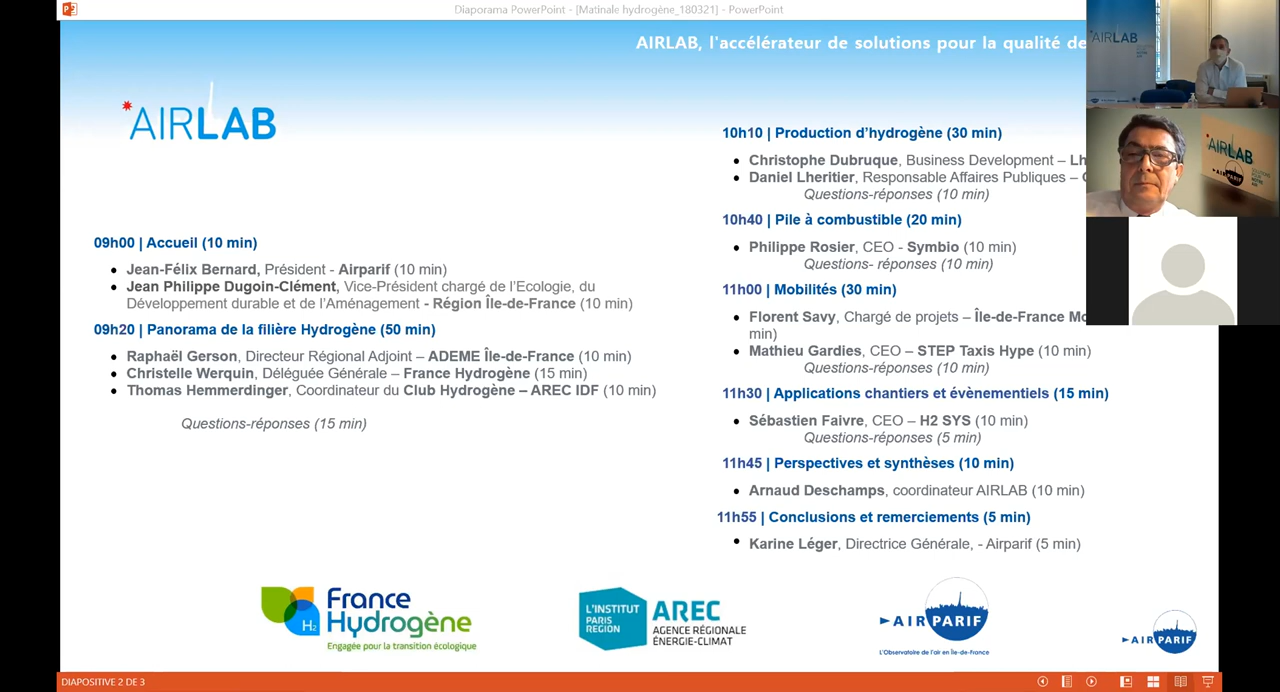 Diaporama PowerPoint - [Matinale hydrogène_180321] - PowerPoint
AIRLAB, l'accélérateur de solutions pour la qualité de
AIRLAB
09h00 | Accueil (10 min)
Jean-Félix Bernard, Président - Airparif (10 min)
Jean Philippe Dugoin-Clément, Vice-Président chargé de l'Ecologie, du
Développement durable et de l'Aménagement - Région Île-de-France (10 min)
09h20 | Panorama de la filière Hydrogène (50 min)
Raphaël Gerson, Directeur Régional Adjoint – ADEME Île-de-France (10 min)
Christelle Werquin, Déléguée Générale – France Hydrogène (15 min)
Thomas Hemmerdinger, Coordinateur du Club Hydrogène – AREC IDF (10 min)
Questions-réponses (15 min)
10h10 | Production d'hydrogène (30 min)
Christophe Dubruque, Business Development – Lh
Daniel Lheritier, Responsable Affaires Publiques –
Questions-réponses (10 min)
10h40 | Pile à combustible (20 min)
Philippe Rosier, CEO - Symbio (10 min)
Questions- réponses (10 min)
11h00 | Mobilités (30 min)
Florent Savy, Chargé de projets – Île-de-France Mo
min)
Mathieu Gardies, CEO – STEP Taxis Hype (10 min)
Questions-réponses (10 min)
11h30 | Applications chantiers et évènementiels (15 min)
Sébastien Faivre, CEO – H2 SYS (10 min)
Questions-réponses (5 min)
11h45 | Perspectives et synthèses (10 min)
Arnaud Deschamps, coordinateur AIRLAB (10 min)
11h55 | Conclusions et remerciements (5 min)
Karine Léger, Directrice Générale, - Airparif (5 min)
AIRLAB
AIRLAB
AIRPARIF
H2
France
Hydrogène
Engagée pour la transition écologique
L'INSTITUT
PARIS
REGION
AREC
AGENCE RÉGIONALE
ÉNERGIE-CLIMAT
AIRPARIF
L'Observatoire de l'air en Île-de-France
AIRPARIF
DIAPOSITIVE 2 DE 3